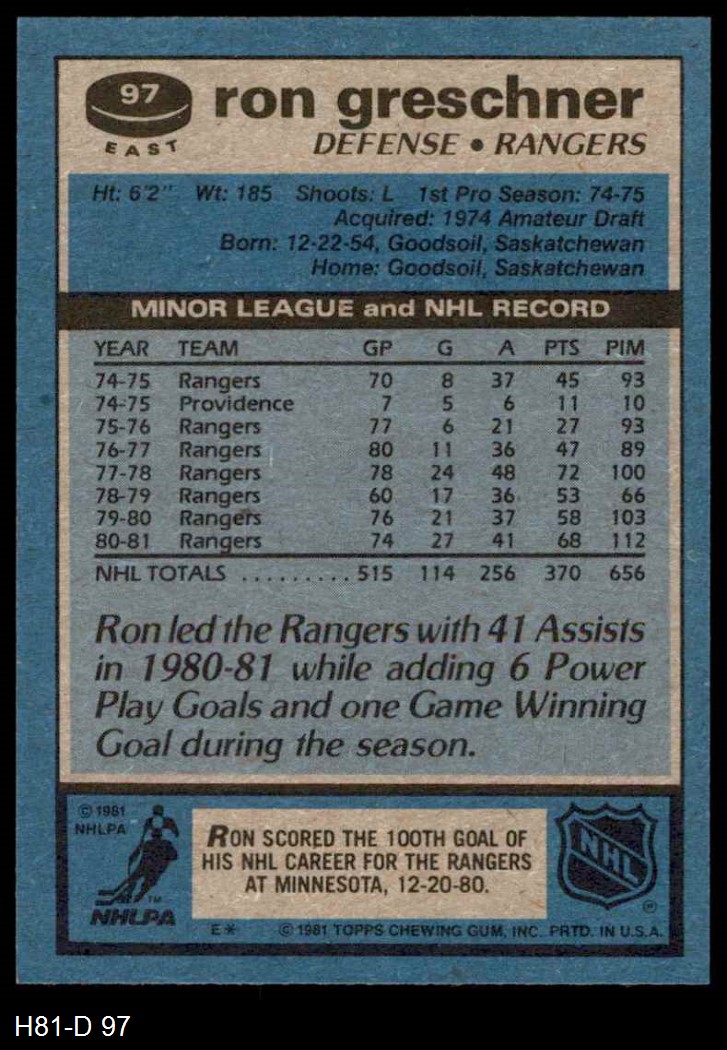 97
EAST
ron greschner
DEFENSE • RANGERS
Ht: 6'2" Wt: 185 Shoots: L 1st Pro Season: 74-75
Acquired: 1974 Amateur Draft
Born: 12-22-54, Goodsoil, Saskatchewan
Home: Goodsoil, Saskatchewan
MINOR LEAGUE and NHL RECORD
YEAR TEAM GP G A PTS PIM
74-75 Rangers 70 8 37 45 93
74-75 Providence 7 5 6 11 10
75-76 Rangers 77 6 21 27 93
76-77 Rangers 80 11 36 47 89
77-78 Rangers 78 24 48 72 100
78-79 Rangers 60 17 36 53 66
79-80 Rangers 76 21 37 58 103
80-81 Rangers 74 27 41 68 112
NHL TOTALS ......... 515 114 256 370 656
Ron led the Rangers with 41 Assists
in 1980-81 while adding 6 Power
Play Goals and one Game Winning
Goal during the season.
© 1981
NHLPA
TM
NHLPA
RON SCORED THE 100TH GOAL OF
HIS NHL CAREER FOR THE RANGERS
AT MINNESOTA, 12-20-80.
NHL
E* © 1981 TOPPS CHEWING GUM, INC. PRTD. IN U.S.A.
H81-D 97